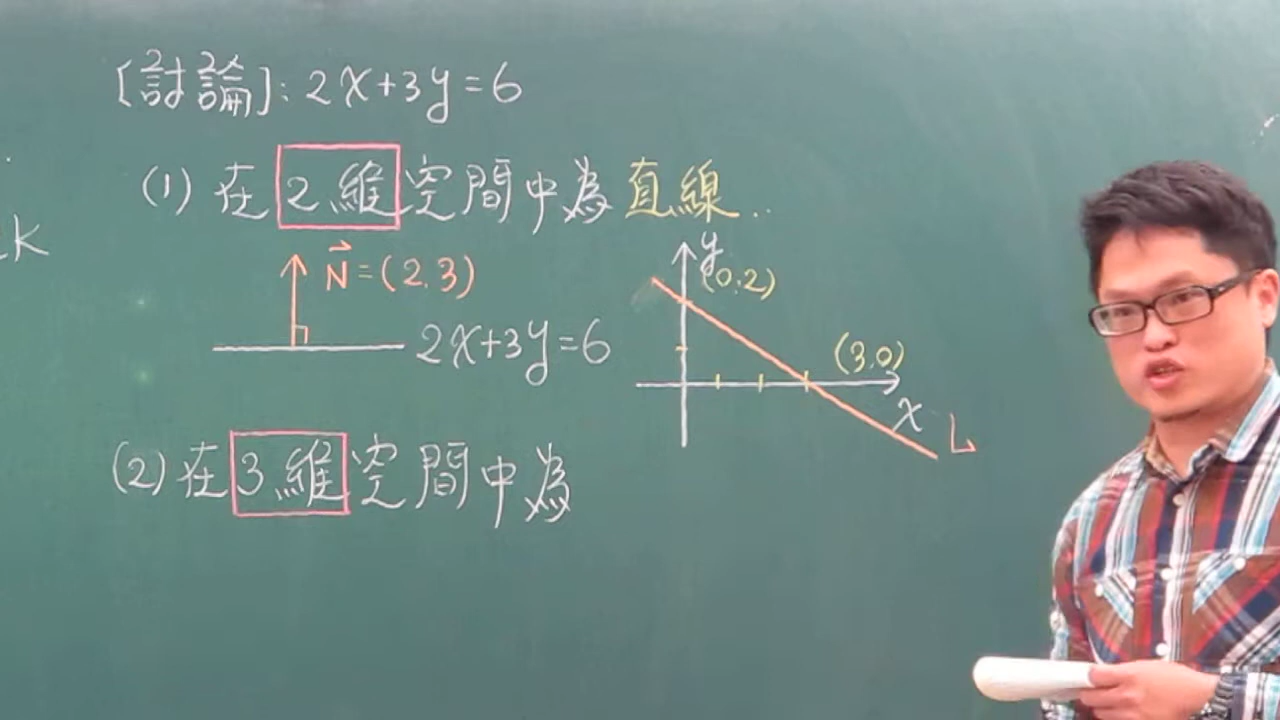 [討論]: 2x+3y=6
(1) 在2維空間中為直線..
k
N=(2,3)
2x+3y=6
y
(0,2)
(3,0)
x
L
(2) 在3維空間中為